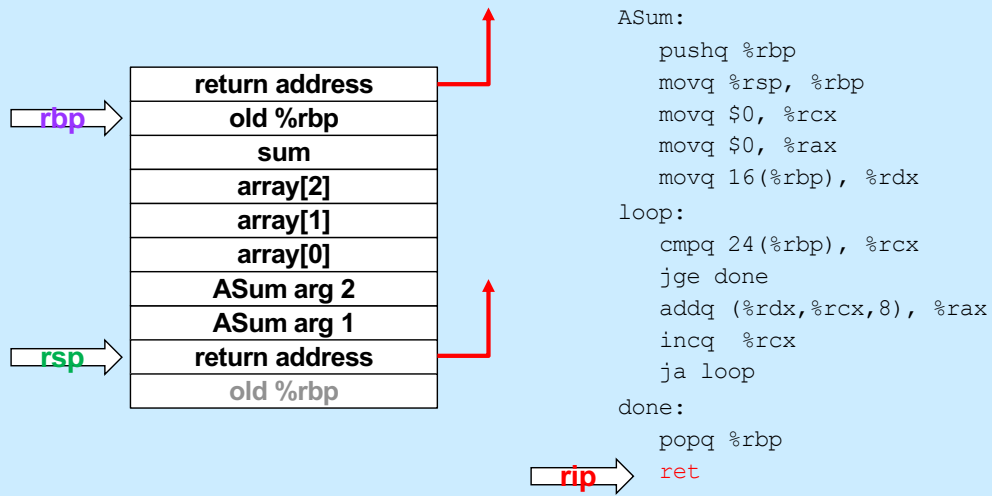 return address
rbp
old %rbp
sum
array[2]
array[1]
array[0]
ASum arg 2
ASum arg 1
rsp
return address
old %rbp
ASum:
pushq %rbp
movq %rsp, %rbp
movq $0, %rcx
movq $0, %rax
movq 16(%rbp), %rdx
loop:
cmpq 24(%rbp), %rcx
jge done
addq (%rdx,%rcx,8), %rax
incq  %rcx
ja loop
done:
popq %rbp
rip
ret